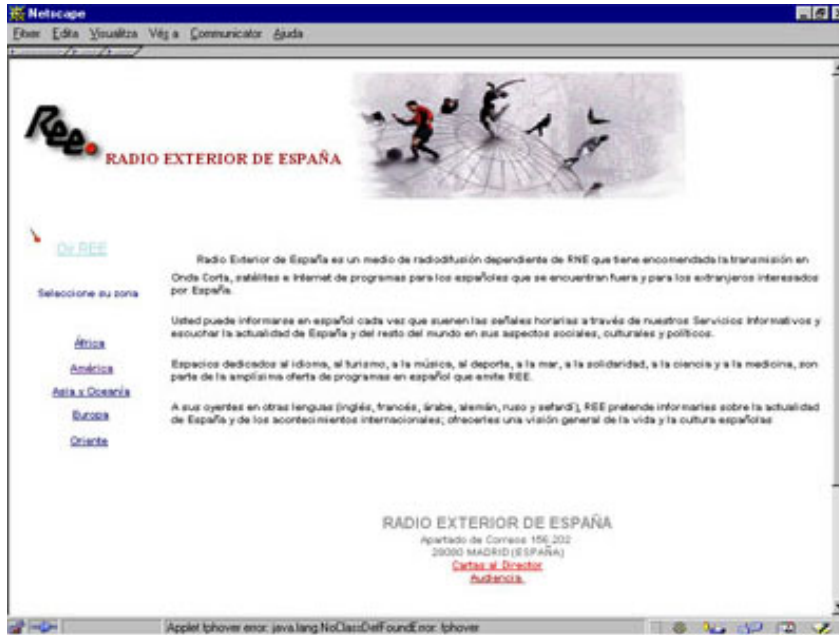 Netscape
Fitxer Edita Visualitza Vés a Communicator Ajuda
Ree.
RADIO EXTERIOR DE ESPAÑA
Oir REE
Seleccione su zona
África
América
Asia y Oceanía
Europa
Oriente
Radio Exterior de España es un medio de radiodifusión dependiente de RNE que tiene encomendada la transmisión en
Onda Corta, satélites e Internet de programas para los españoles que se encuentran fuera y para los extranjeros interesados
por España.
Usted puede informarse en español cada vez que suenen las señales horarias a través de nuestros Servicios Informativos y
escuchar la actualidad de España y del resto del mundo en sus aspectos sociales, culturales y políticos.
Espacios dedicados al idioma, al turismo, a la música, al deporte, a la mar, a la solidaridad, a la ciencia y a la medicina, son
parte de la amplísima oferta de programas en español que emite REE.
A sus oyentes en otras lenguas (inglés, francés, árabe, alemán, ruso y sefardí), REE pretende informarles sobre la actualidad
de España y de los acontecimientos internacionales; ofrecerles una visión general de la vida y la cultura españolas
RADIO EXTERIOR DE ESPAÑA
Apartado de Correos 156.202
28080 MADRID (ESPAÑA)
Cartas al Director
Audiencia.
Applet fphover error: java.lang.NoClassDefFoundError: fphover